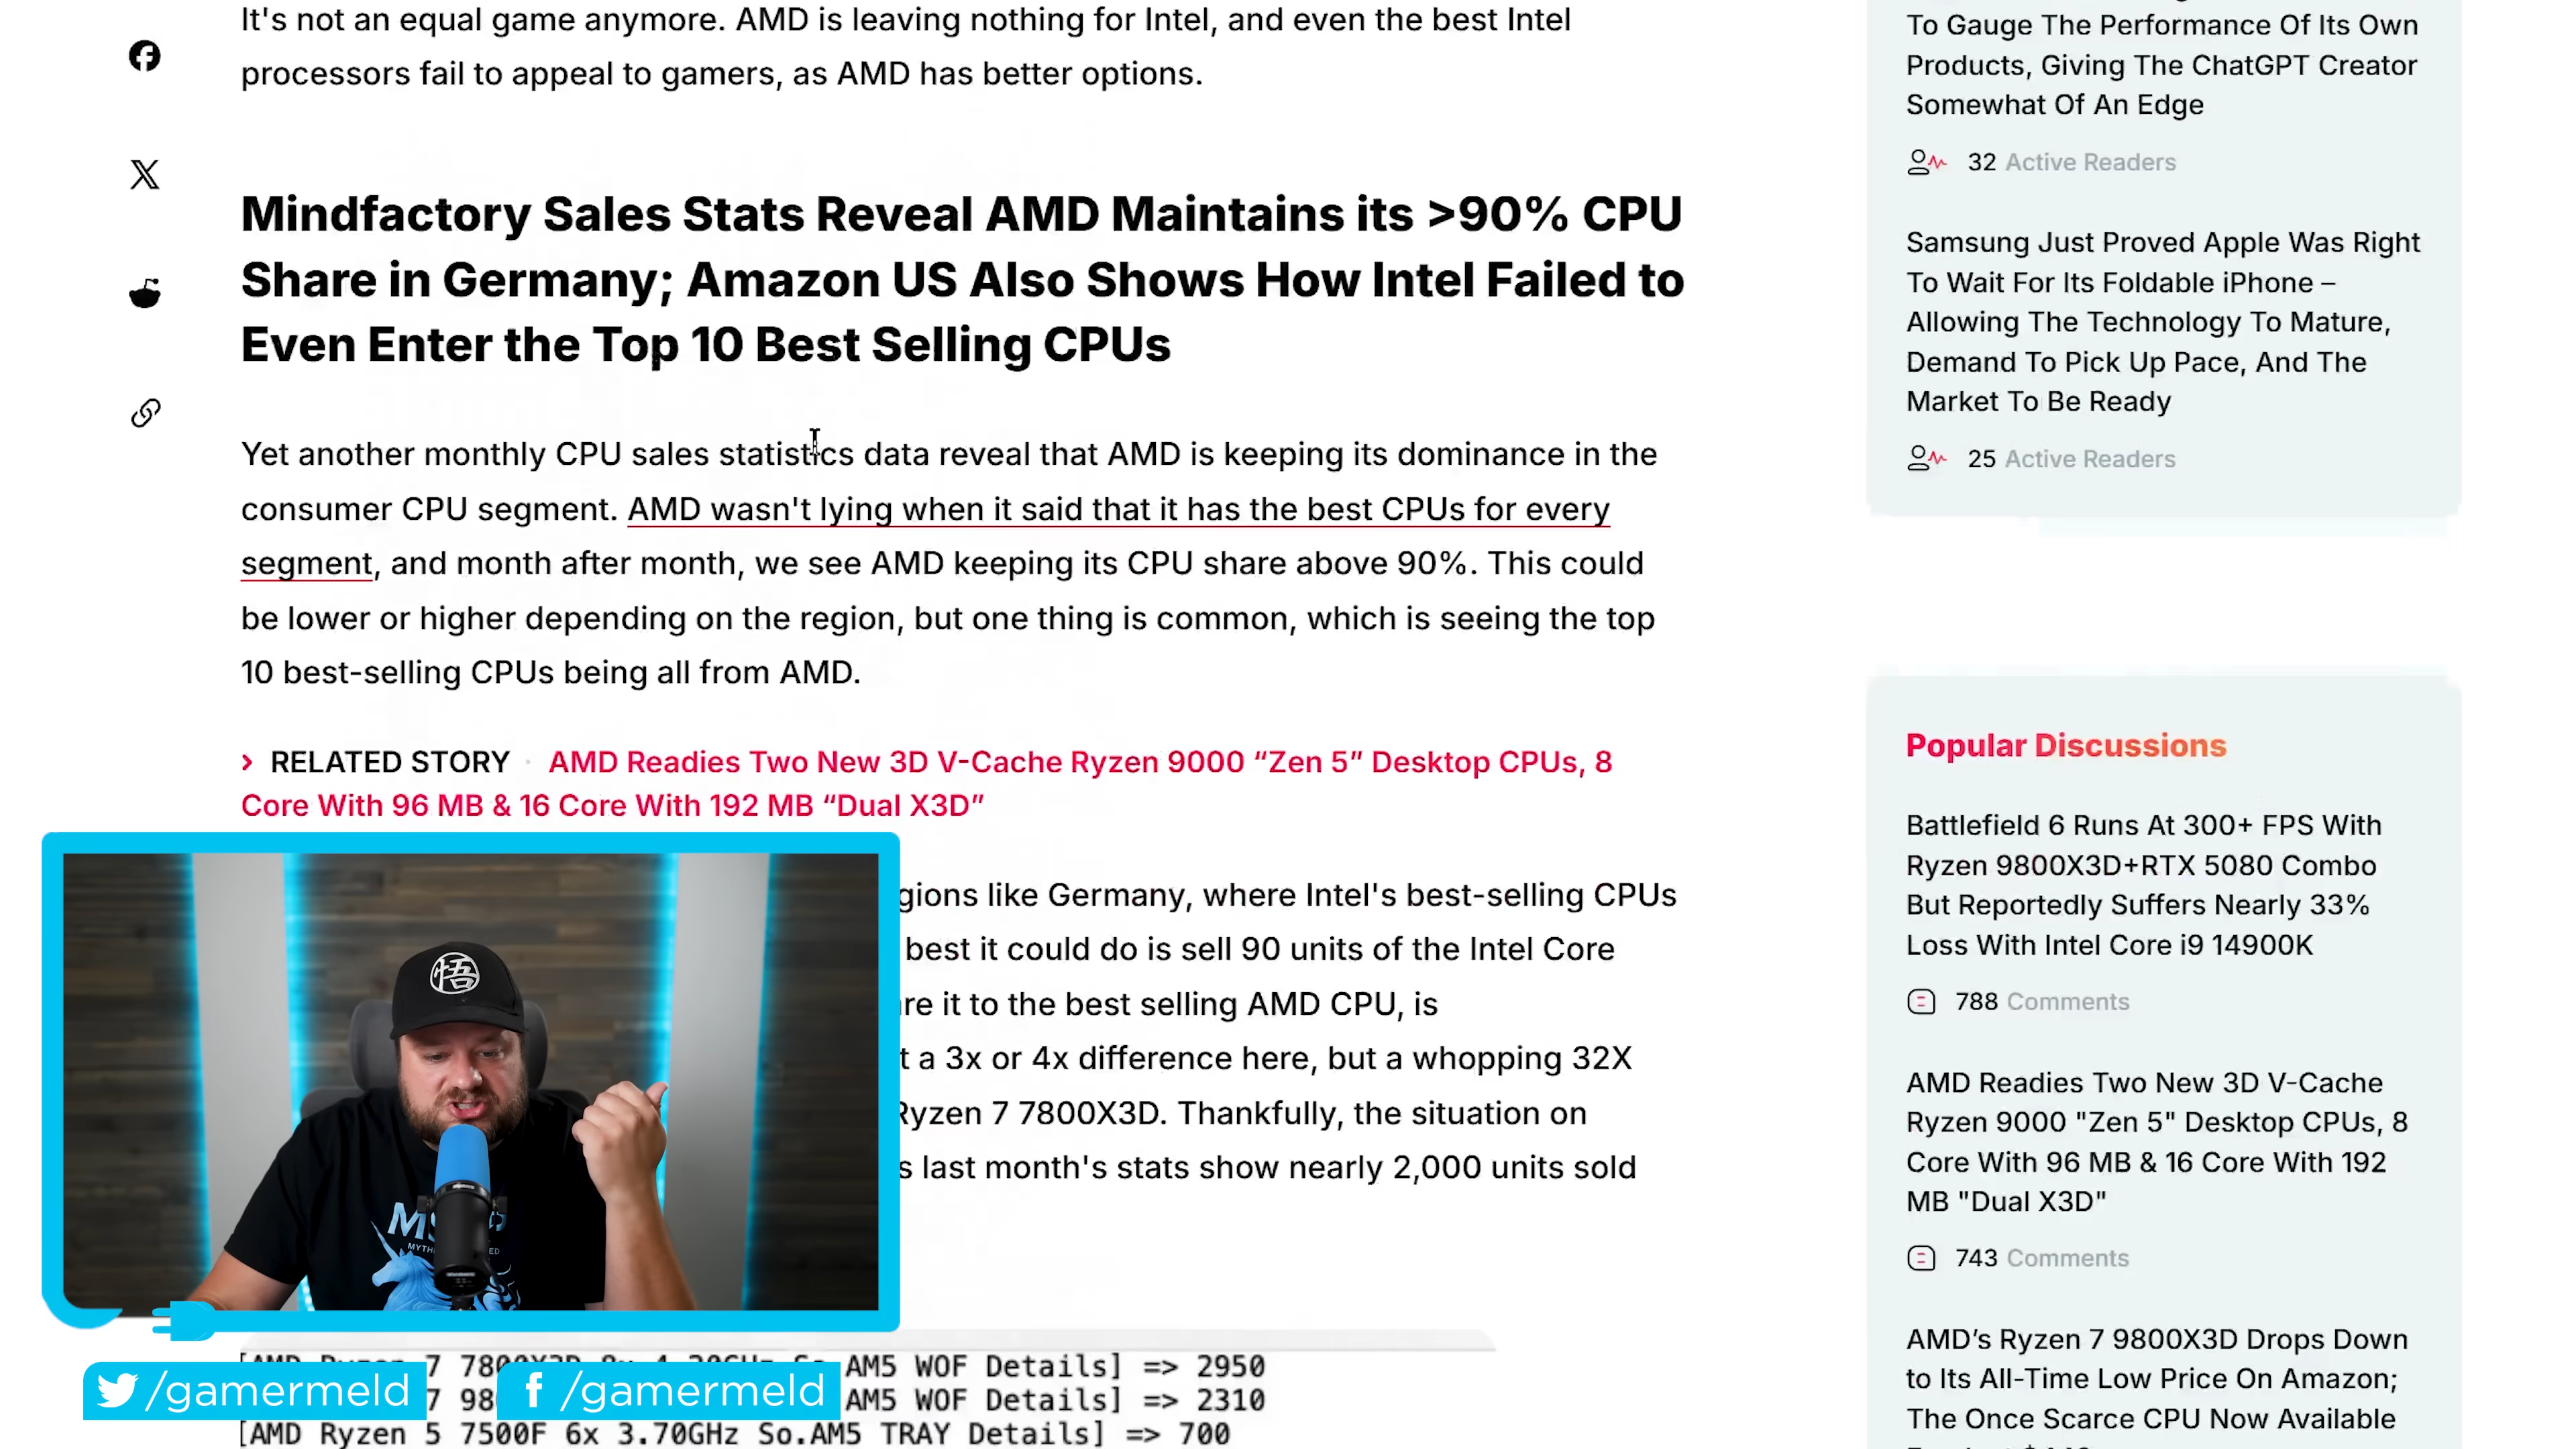 It's not an equal game anymore. AMD is leaving nothing for Intel, and even the best Intel
processors fail to appeal to gamers, as AMD has better options.
Mindfactory Sales Stats Reveal AMD Maintains its >90% CPU
Share in Germany; Amazon US Also Shows How Intel Failed to
Even Enter the Top 10 Best Selling CPUs
Yet another monthly CPU sales statistics data reveal that AMD is keeping its dominance in the
consumer CPU segment. AMD wasn't lying when it said that it has the best CPUs for every
segment, and month after month, we see AMD keeping its CPU share above 90%. This could
be lower or higher depending on the region, but one thing is common, which is seeing the top
10 best-selling CPUs being all from AMD.
RELATED STORY · AMD Readies Two New 3D V-Cache Ryzen 9000 “Zen 5” Desktop CPUs, 8
Core With 96 MB & 16 Core With 192 MB “Dual X3D”
gions like Germany, where Intel's best-selling CPUs
best it could do is sell 90 units of the Intel Core
re it to the best selling AMD CPU, is
t a 3x or 4x difference here, but a whopping 32X
Ryzen 7 7800X3D. Thankfully, the situation on
s last month's stats show nearly 2,000 units sold
悟
[AMD Ryzen 7 7800X3D 8x 4.20GHz So.AM5 WOF Details] => 2950
7 98 AM5 WOF Details] => 2310
[AMD Ryzen 5 7500F 6x 3.70GHz So.AM5 TRAY Details] => 700
/gamermeld
/gamermeld
To Gauge The Performance Of Its Own
Products, Giving The ChatGPT Creator
Somewhat Of An Edge
32 Active Readers
Samsung Just Proved Apple Was Right
To Wait For Its Foldable iPhone –
Allowing The Technology To Mature,
Demand To Pick Up Pace, And The
Market To Be Ready
25 Active Readers
Popular Discussions
Battlefield 6 Runs At 300+ FPS With
Ryzen 9800X3D+RTX 5080 Combo
But Reportedly Suffers Nearly 33%
Loss With Intel Core i9 14900K
788 Comments
AMD Readies Two New 3D V-Cache
Ryzen 9000 "Zen 5" Desktop CPUs, 8
Core With 96 MB & 16 Core With 192
MB "Dual X3D"
743 Comments
AMD’s Ryzen 7 9800X3D Drops Down
to Its All-Time Low Price On Amazon;
The Once Scarce CPU Now Available